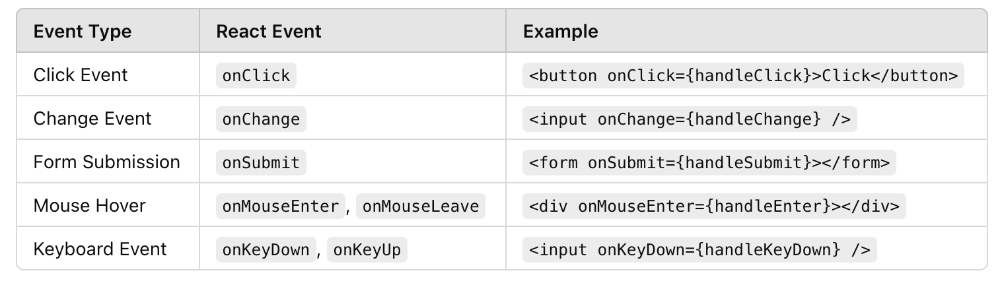 Event Type React Event Example
Click Event onClick <button onClick={handleClick}>Click</button>
Change Event onChange <input onChange={handleChange} />
Form Submission onSubmit <form onSubmit={handleSubmit}></form>
Mouse Hover onMouseEnter, onMouseLeave <div onMouseEnter={handleEnter}></div>
Keyboard Event onKeyDown, onKeyUp <input onKeyDown={handleKeyDown} />